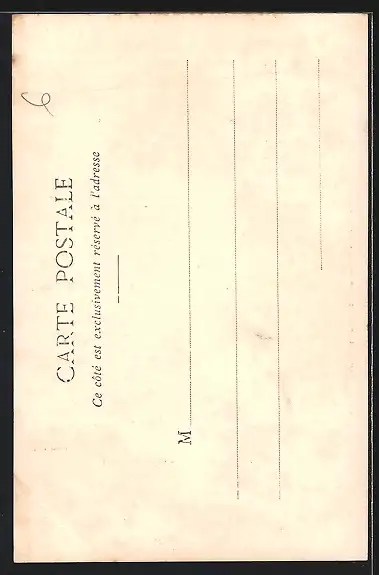 CARTE POSTALE
Ce côté est exclusivement réservé à l'adresse
M
6